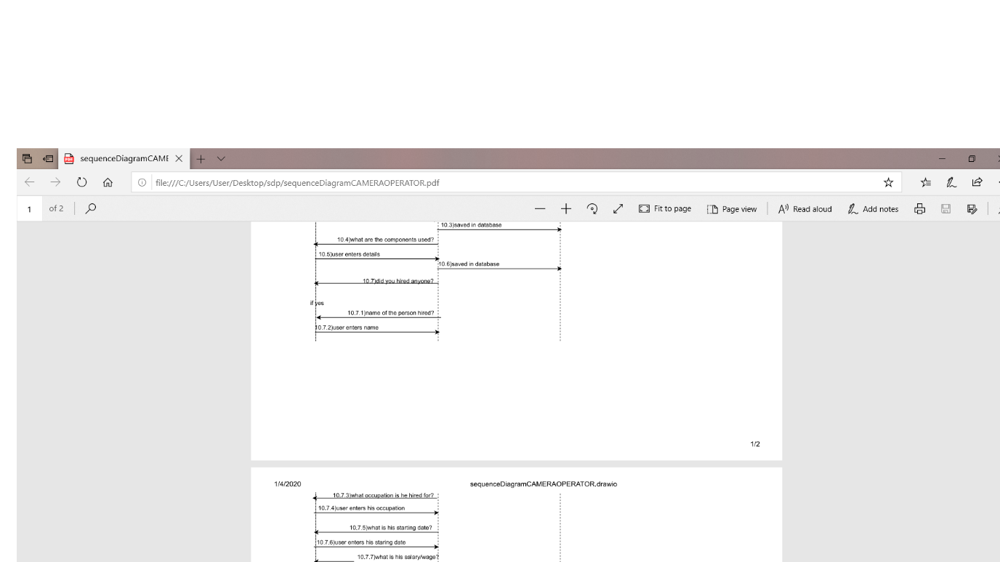 sequenceDiagramCAME
file:///C:/Users/User/Desktop/sdp/sequenceDiagramCAMERAOPERATOR.pdf
1 of 2 Fit to page Page view Read aloud Add notes
10.3)saved in database
10.4)what are the components used?
10.5)user enters details
10.6)saved in database
10.7)did you hired anyone?
if yes
10.7.1)name of the person hired?
10.7.2)user enters name
1/2
1/4/2020 sequenceDiagramCAMERAOPERATOR.drawio
10.7.3)what occupation is he hired for?
10.7.4)user enters his occupation
10.7.5)what is his starting date?
10.7.6)user enters his staring date
10.7.7)what is his salary/wage?